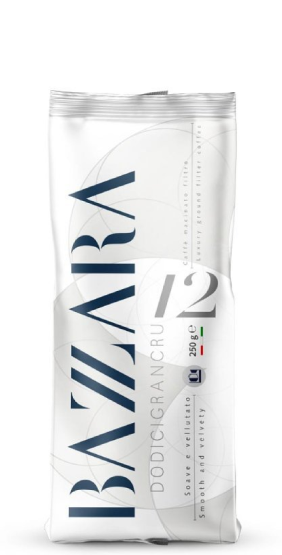 BAZZARA
DODICIGRANCRU
12
Caffè macinato filtro
Luxury ground filter coffee
250 g e
Soave e vellutato
Smooth and velvety